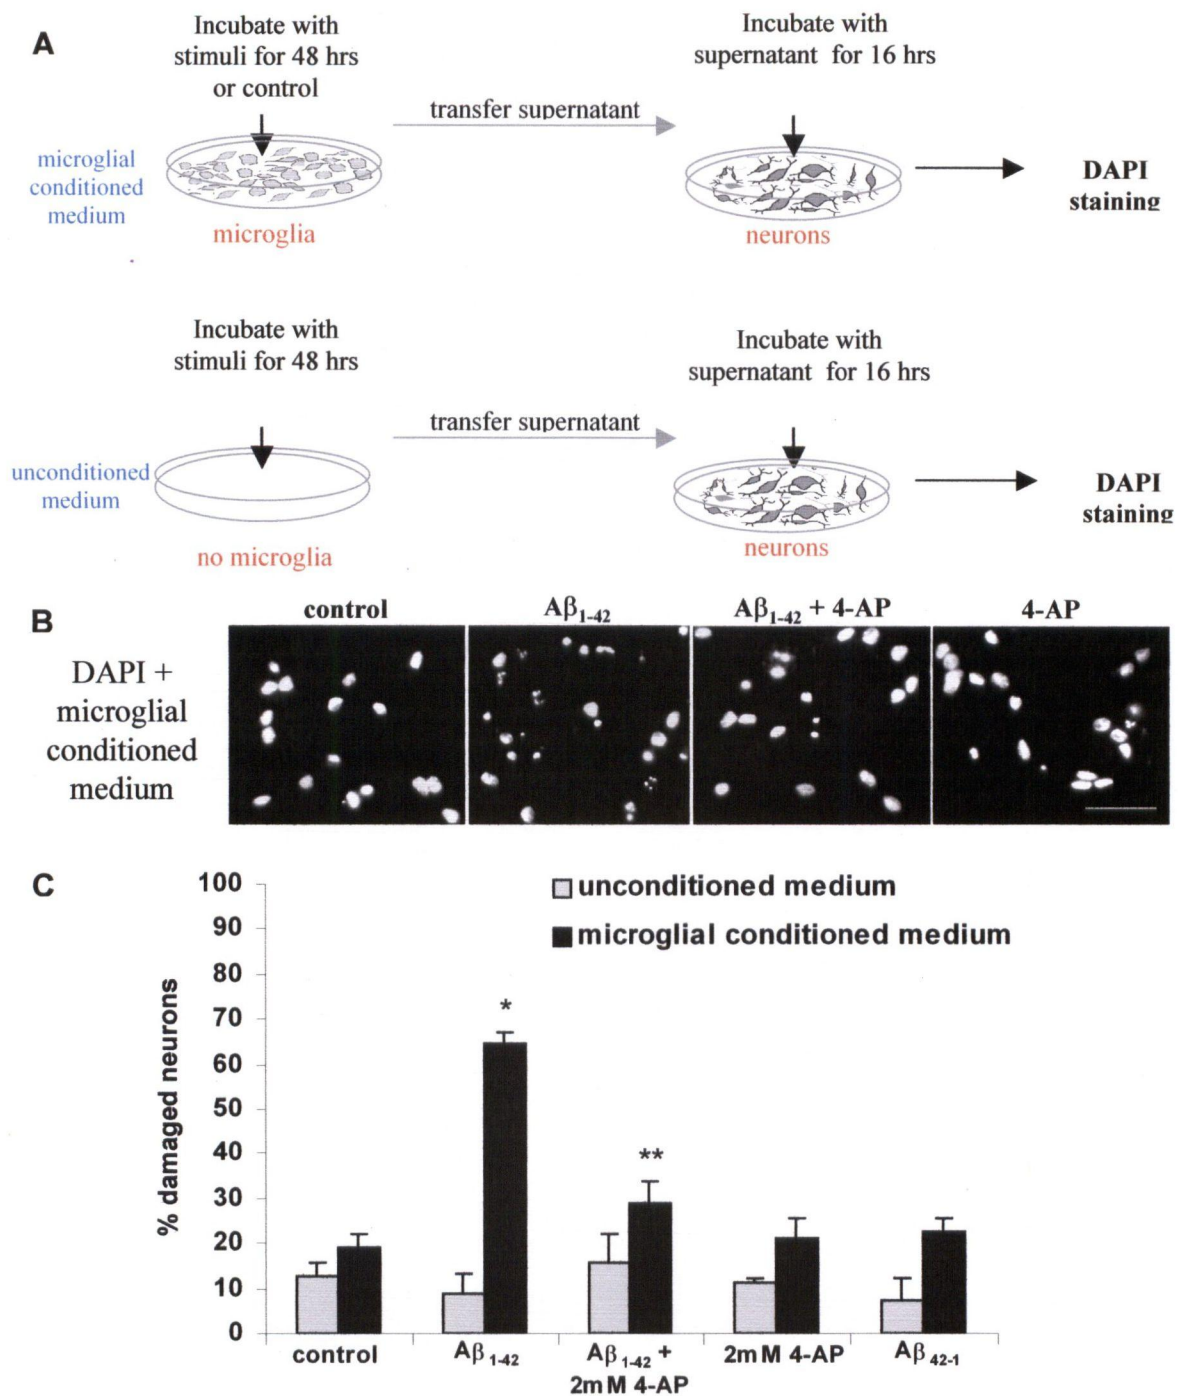 A
Incubate with
stimuli for 48 hrs
or control
Incubate with
supernatant for 16 hrs
transfer supernatant
microglial
conditioned
medium
microglia
neurons
DAPI
staining
Incubate with
stimuli for 48 hrs
Incubate with
supernatant for 16 hrs
transfer supernatant
unconditioned
medium
no microglia
neurons
DAPI
staining
B
control Aβ1-42 Aβ1-42 + 4-AP 4-AP
DAPI +
microglial
conditioned
medium
C
unconditioned medium
microglial conditioned medium
% damaged neurons
100
90
80
70
60
50
40
30
20
10
0
*
**
control Aβ 1-42 Aβ1-42 + 2mM 4-AP Aβ 42-1
2mM 4-AP